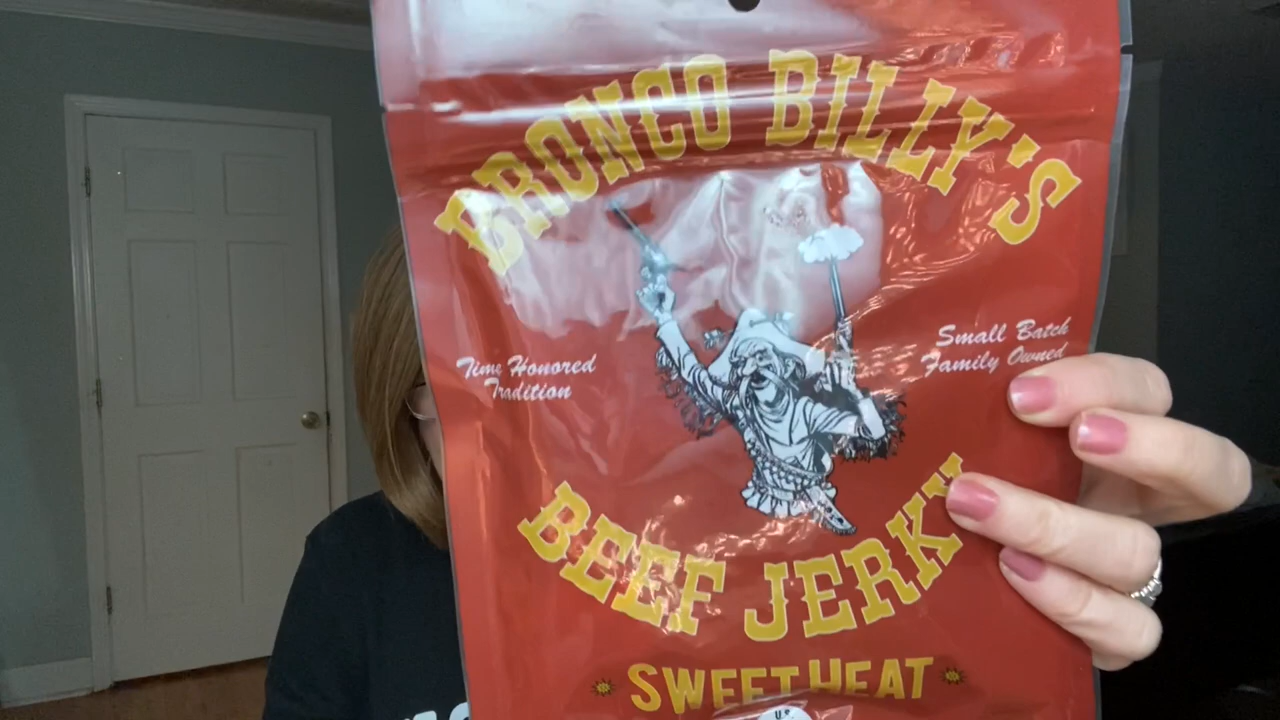 BRONCO BILLY'S
Time Honored
Tradition
Small Batch
Family Owned
BEEF JERKY
SWEET HEAT
U.S.